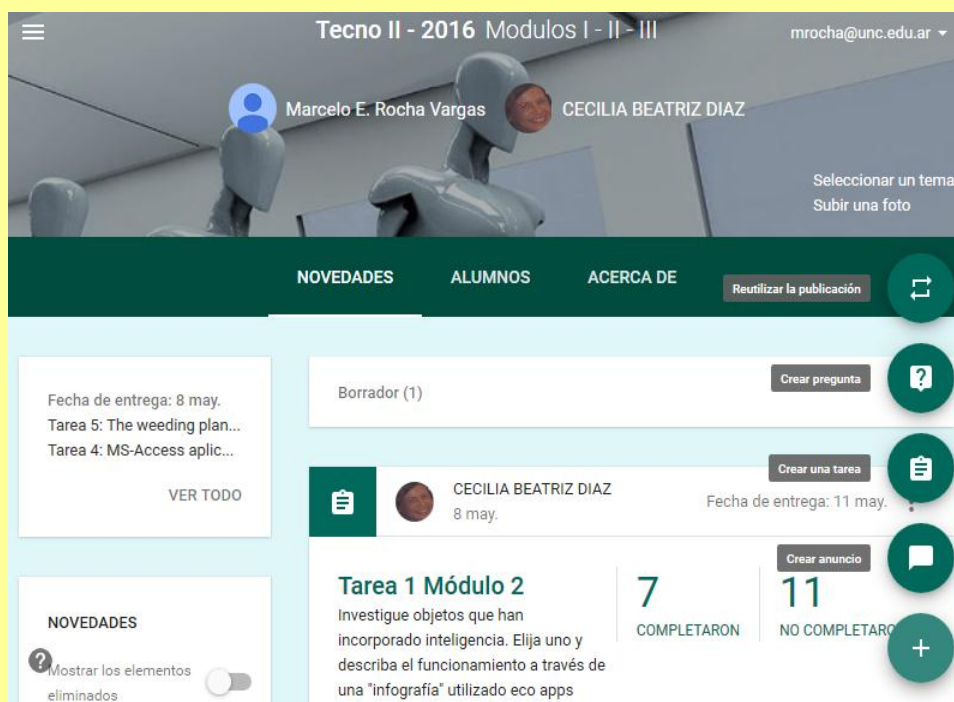 Tecno II - 2016 Modulos I - II - III
mrocha@unc.edu.ar
Marcelo E. Rocha Vargas
CECILIA BEATRIZ DIAZ
Seleccionar un tema
Subir una foto
NOVEDADES
ALUMNOS
ACERCA DE
Reutilizar la publicación
Fecha de entrega: 8 may.
Tarea 5: The weeding plan...
Tarea 4: MS-Access aplic...
VER TODO
Borrador (1)
Crear pregunta
Crear una tarea
CECILIA BEATRIZ DIAZ
8 may.
Fecha de entrega: 11 may.
Crear anuncio
Tarea 1 Módulo 2
Investigue objetos que han
incorporado inteligencia. Elija uno y
describa el funcionamiento a través de
una "infografía" utilizado eco apps
7
COMPLETARON
11
NO COMPLETARO
NOVEDADES
Mostrar los elementos
eliminados